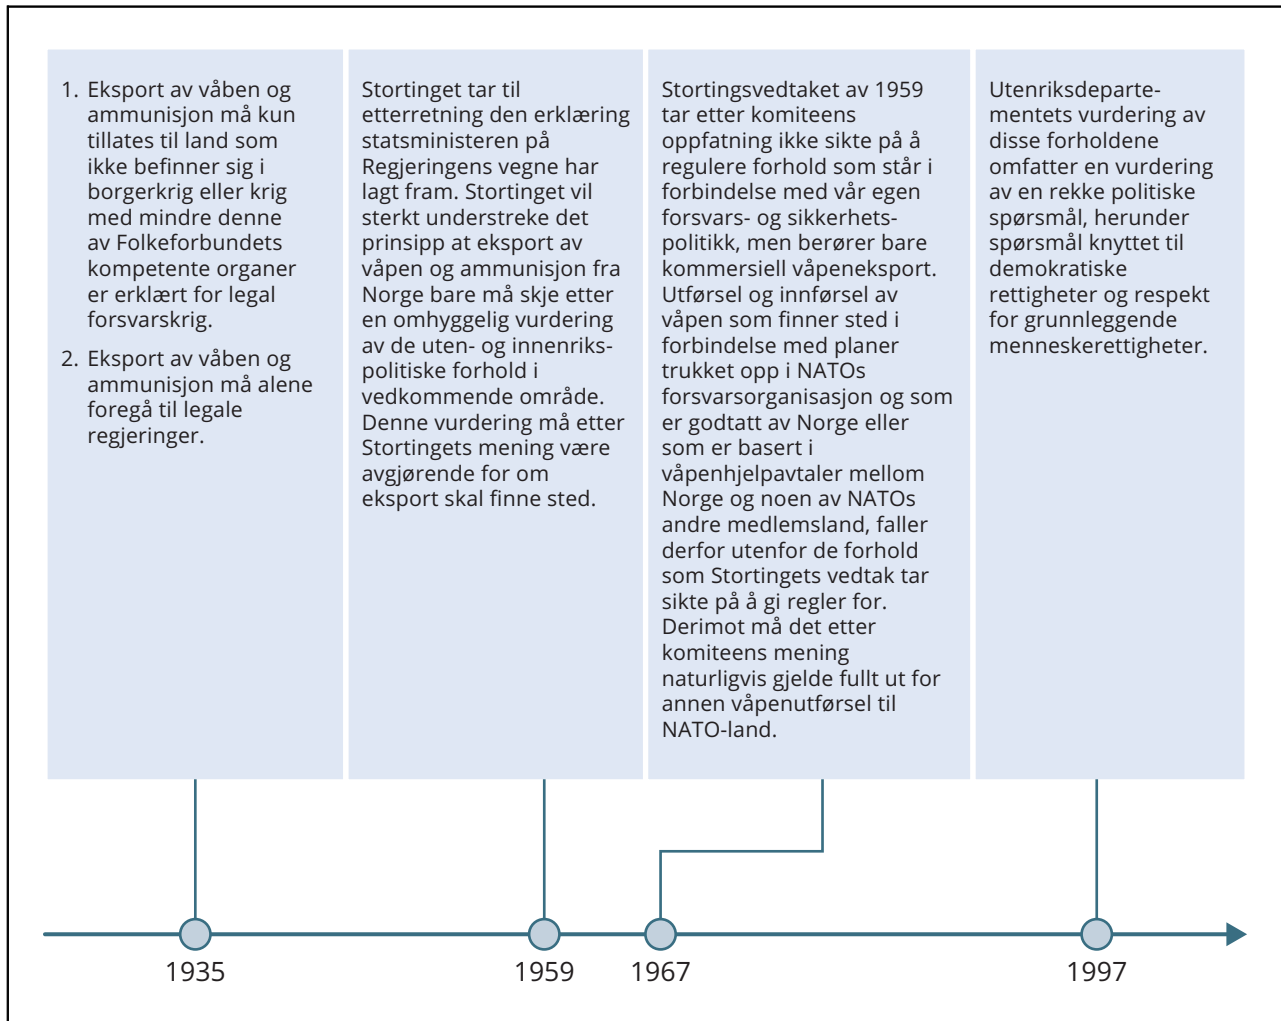 1. Eksport av våben og
ammunisjon må kun
tillates til land som
ikke befinner sig i
borgerkrig eller krig
med mindre denne
av Folkeforbundets
kompetente organer
er erklært for legal
forsvarskrig.
2. Eksport av våben og
ammunisjon må alene
foregå til legale
regjeringer.
Stortinget tar til
etterretning den erklæring
statsministeren på
Regjeringens vegne har
lagt fram. Stortinget vil
sterkt understreke det
prinsipp at eksport av
våpen og ammunisjon fra
Norge bare må skje etter
en omhyggelig vurdering
av de uten- og innenriks-
politiske forhold i
vedkommende område.
Denne vurdering må etter
Stortingets mening være
avgjørende for om
eksport skal finne sted.
Stortingsvedtaket av 1959
tar etter komiteens
oppfatning ikke sikte på å
regulere forhold som står i
forbindelse med vår egen
forsvars- og sikkerhets-
politikk, men berører bare
kommersiell våpeneksport.
Utførsel og innførsel av
våpen som finner sted i
forbindelse med planer
trukket opp i NATOs
forsvarsorganisasjon og som
er godtatt av Norge eller
som er basert i
våpenhjelpavtaler mellom
Norge og noen av NATOs
andre medlemsland, faller
derfor utenfor de forhold
som Stortingets vedtak tar
sikte på å gi regler for.
Derimot må det etter
komiteens mening
naturligvis gjelde fullt ut for
annen våpenutførsel til
NATO-land.
Utenriksdeparte-
mentets vurdering av
disse forholdene
omfatter en vurdering
av en rekke politiske
spørsmål, herunder
spørsmål knyttet til
demokratiske
rettigheter og respekt
for grunnleggende
menneskerettigheter.
1935
1959
1967
1997